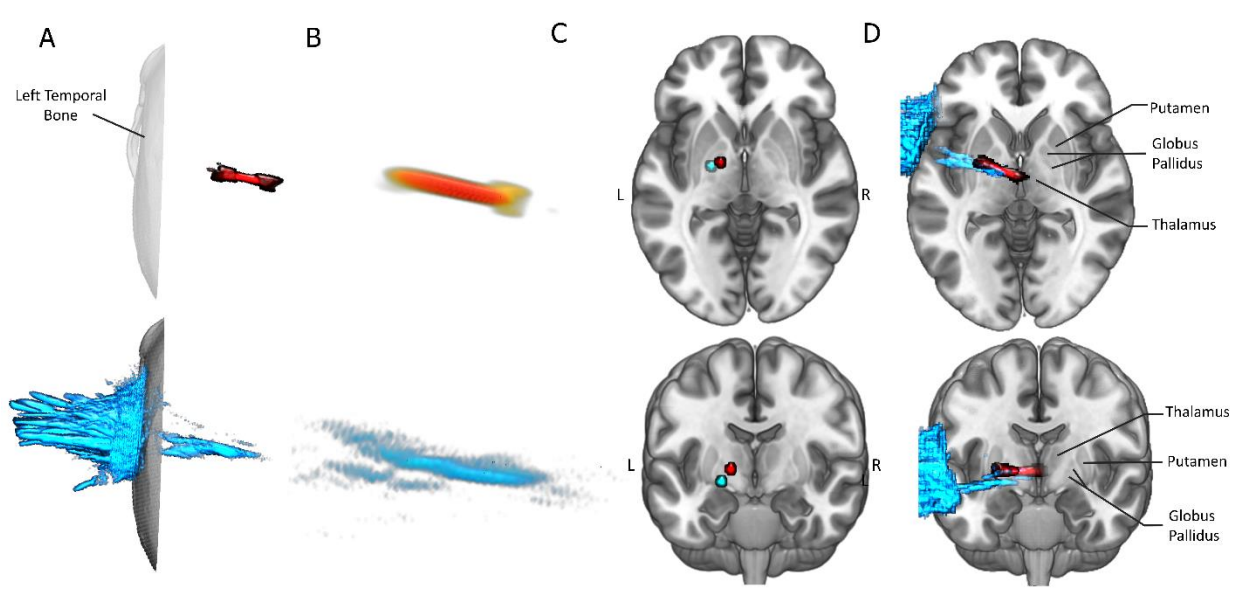 A
B
C
D
Left Temporal
Bone
L
R
Putamen
Globus
Pallidus
Thalamus
L
R
L
Thalamus
Putamen
Globus
Pallidus